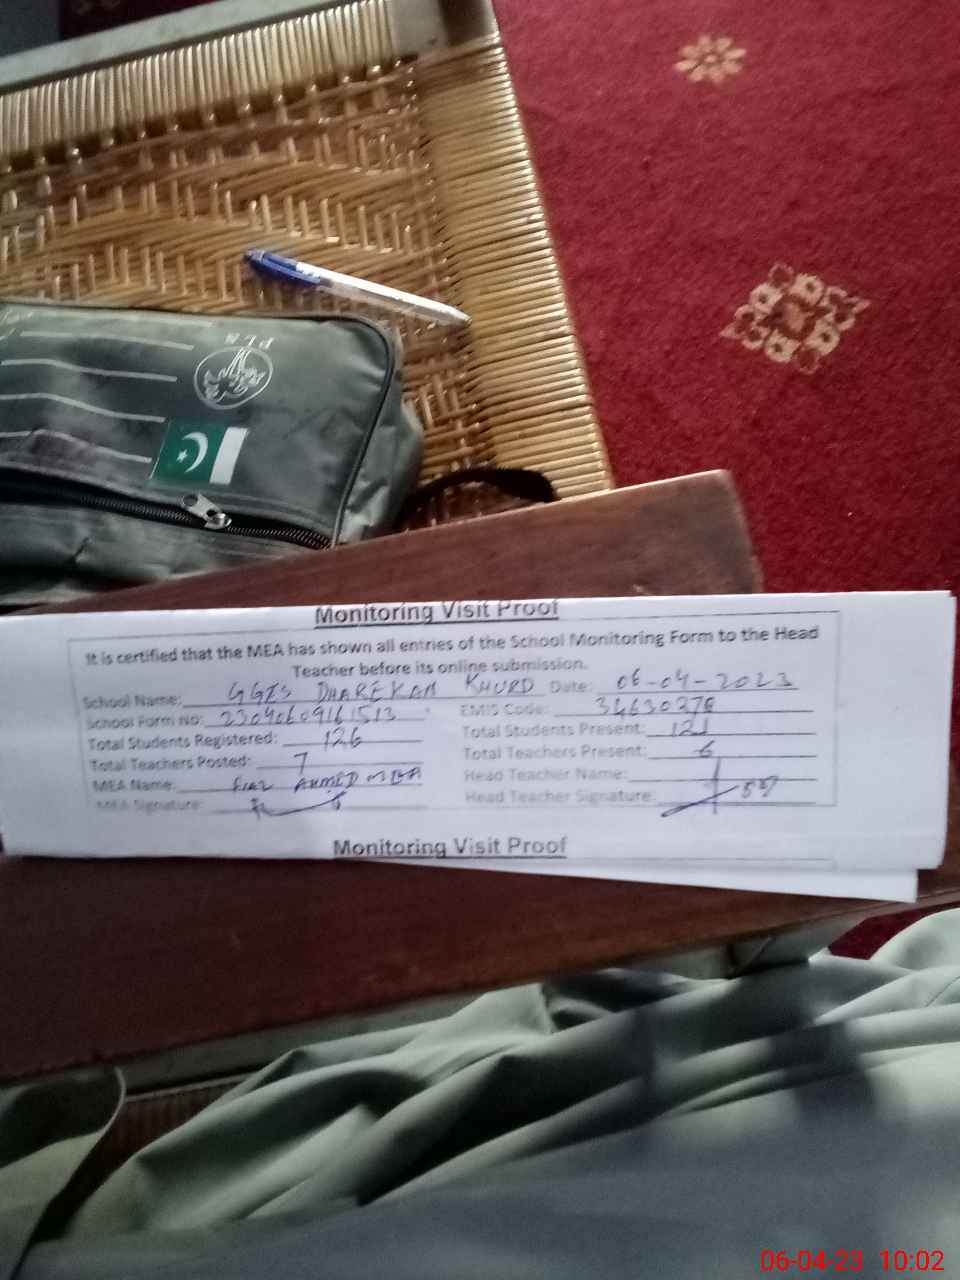 P L N
Monitoring Visit Proof
It is certified that the MEA has shown all entries of the School Monitoring Form to the Head
Teacher before its online submission.
School Name: GGES DHAREKAN KHURD Date: 06-04-2023
School Form No: 23040609161513 EMIS Code: 34630278
Total Students Registered: 126 Total Students Present: 121
Total Teachers Posted: 7 Total Teachers Present: 6
MEA Name: AHMED MEA Head Teacher Name:
MEA Signature: Head Teacher Signature:
Monitoring Visit Proof
06-04-23 10:02